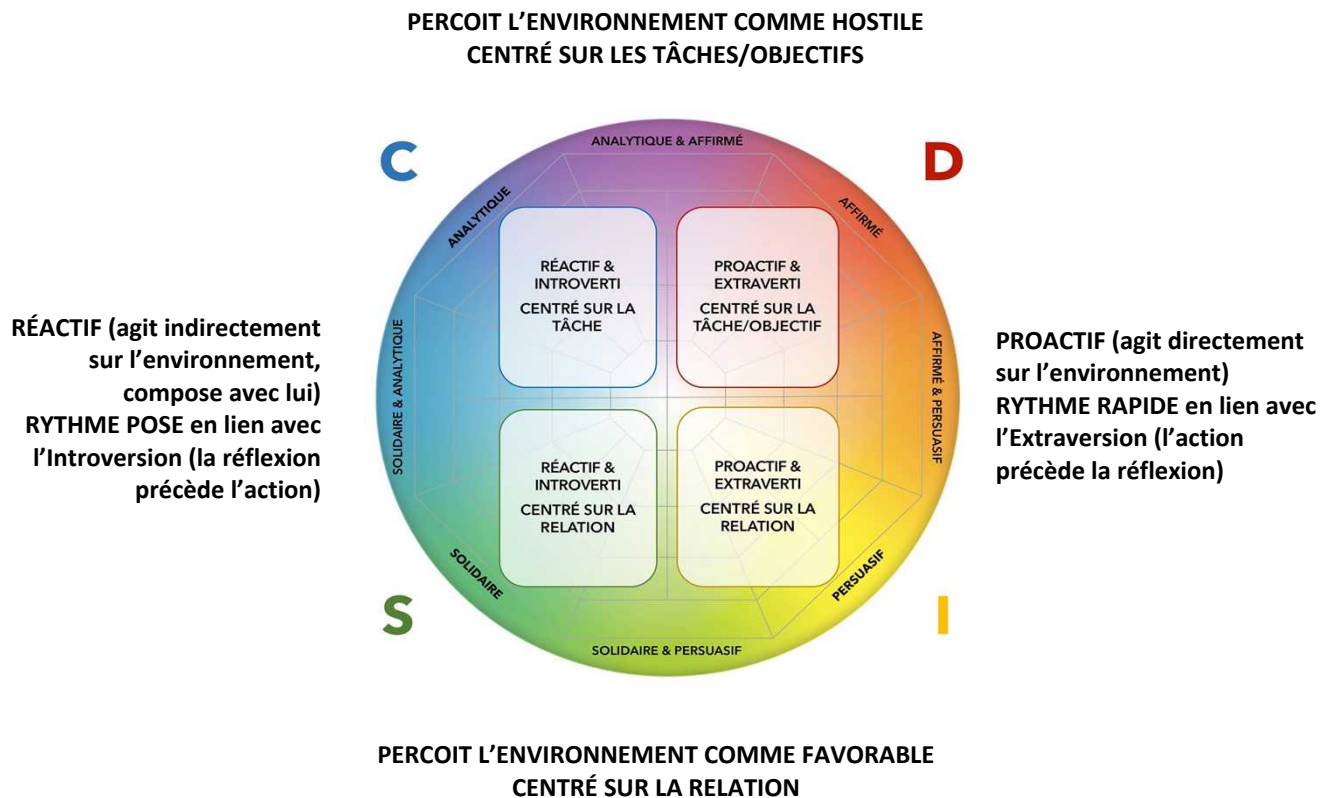 PERCOIT L’ENVIRONNEMENT COMME HOSTILE
CENTRÉ SUR LES TÂCHES/OBJECTIFS
C
D
ANALYTIQUE & AFFIRMÉ
ANALYTIQUE
AFFIRMÉ
RÉACTIF &
INTROVERTI
CENTRÉ SUR LA
TÂCHE
PROACTIF &
EXTRAVERTI
CENTRÉ SUR LA
TÂCHE/OBJECTIF
RÉACTIF (agit indirectement
sur l’environnement,
compose avec lui)
RYTHME POSE en lien avec
l’Introversion (la réflexion
précède l’action)
SOLIDAIRE & ANALYTIQUE
AFFIRMÉ & PERSUASIF
PROACTIF (agit directement
sur l’environnement)
RYTHME RAPIDE en lien avec
l’Extraversion (l’action
précède la réflexion)
RÉACTIF &
INTROVERTI
CENTRÉ SUR LA
RELATION
PROACTIF &
EXTRAVERTI
CENTRÉ SUR LA
RELATION
SOLIDAIRE
PERSUASIF
S
I
SOLIDAIRE & PERSUASIF
PERCOIT L’ENVIRONNEMENT COMME FAVORABLE
CENTRÉ SUR LA RELATION